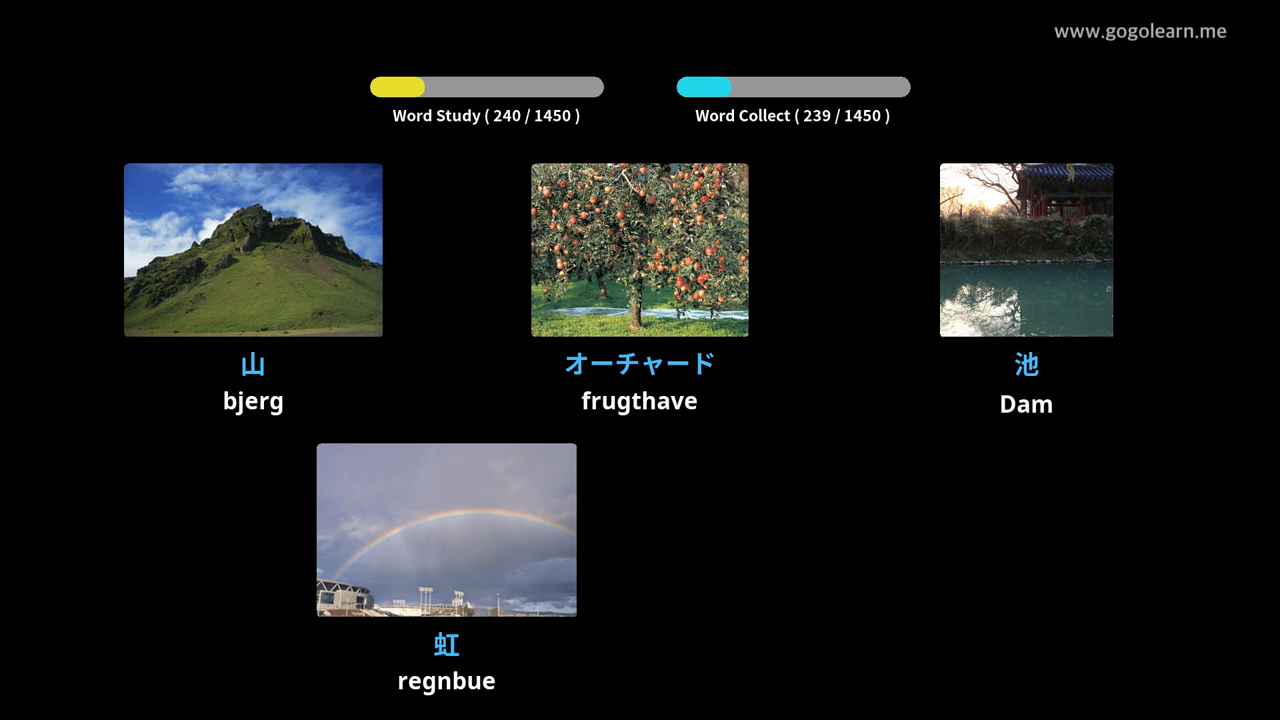 www.gogolearn.me
Word Study ( 240 / 1450 )
Word Collect ( 239 / 1450 )
山
bjerg
オーチャード
frugthave
池
Dam
虹
regnbue